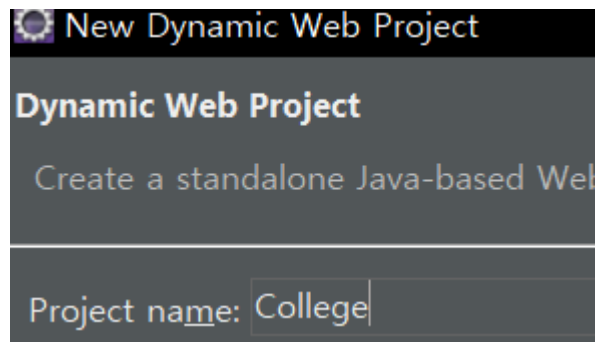 New Dynamic Web Project
Dynamic Web Project
Create a standalone Java-based Web
Project name: College